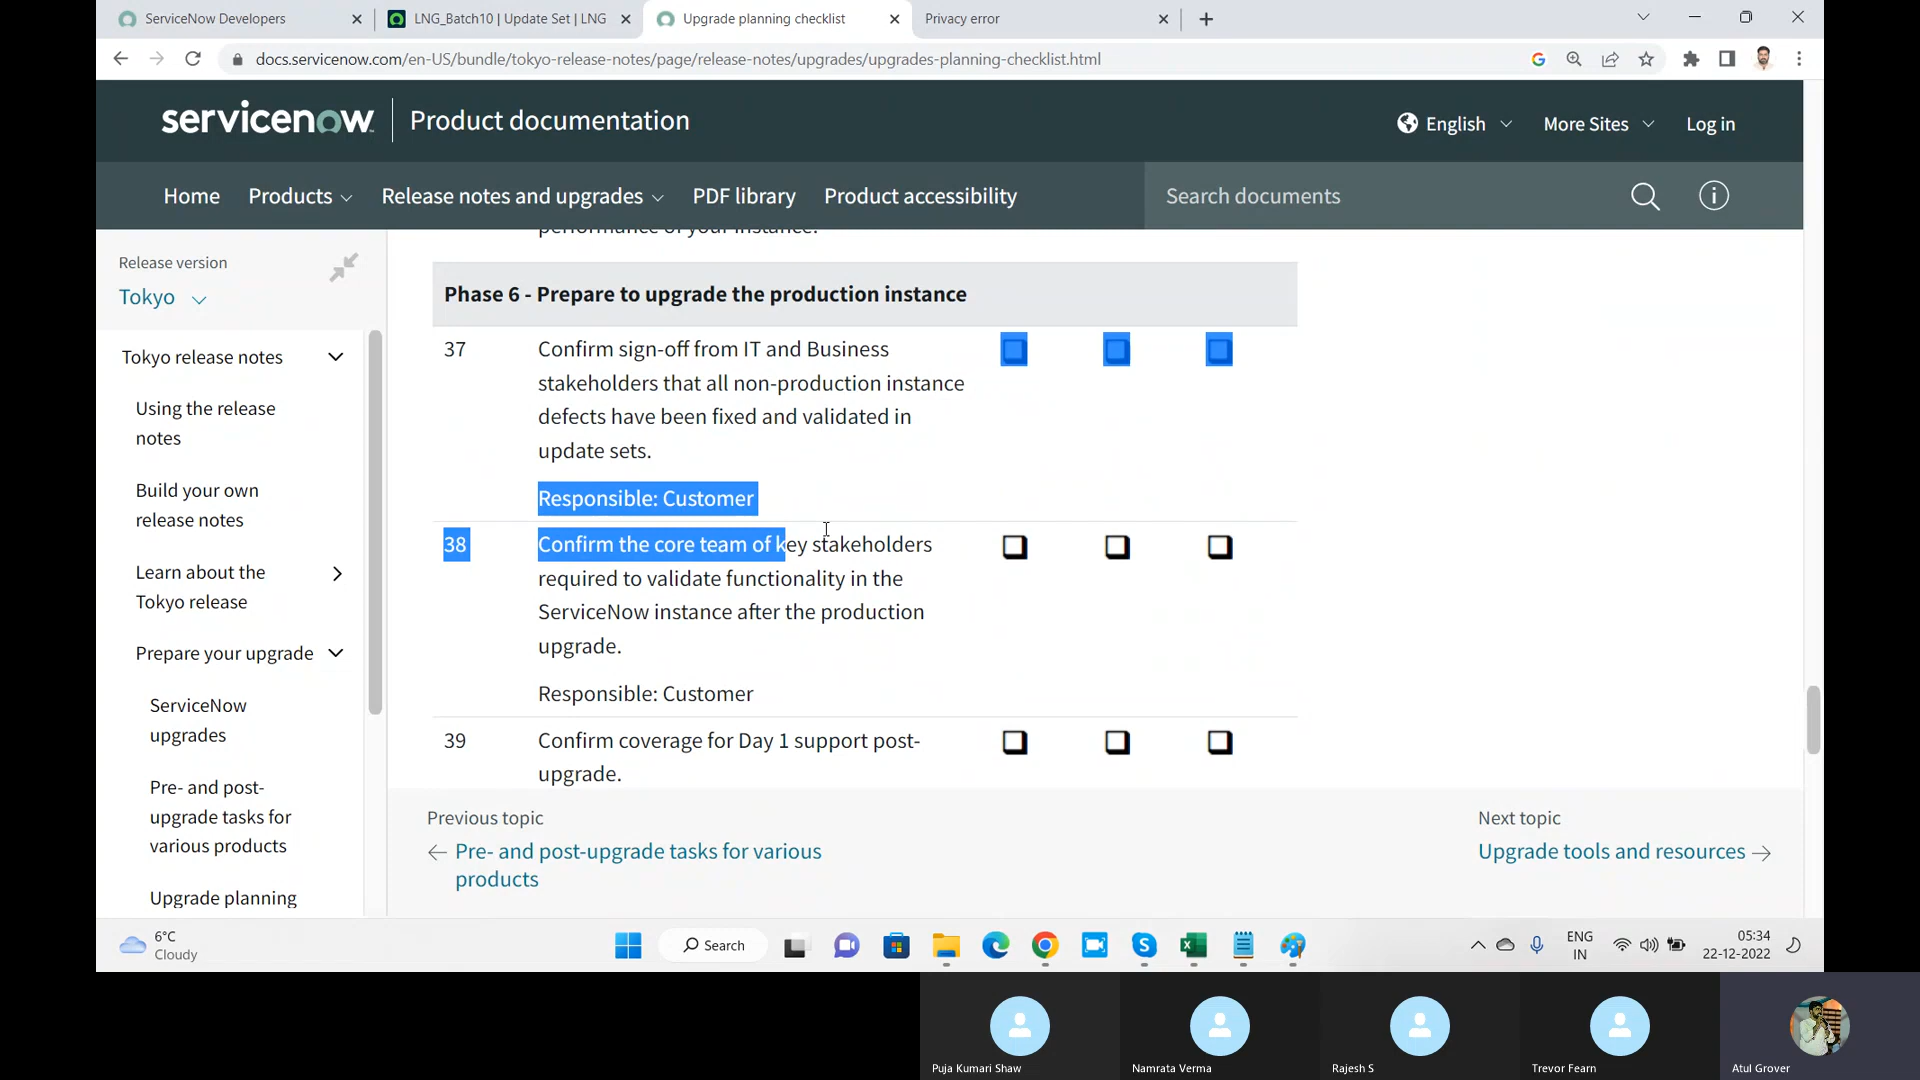 ServiceNow Developers
LNG_Batch10 | Update Set | LNG
Upgrade planning checklist
Privacy error
docs.servicenow.com/en-US/bundle/tokyo-release-notes/page/release-notes/upgrades/upgrades-planning-checklist.html
servicenow
Product documentation
English
More Sites
Log in
Home
Products
Release notes and upgrades
PDF library
Product accessibility
Search documents
Release version
Tokyo
Tokyo release notes
Using the release
notes
Build your own
release notes
Learn about the
Tokyo release
Prepare your upgrade
ServiceNow
upgrades
Pre- and post-
upgrade tasks for
various products
Upgrade planning
performance of your instance.
Phase 6 - Prepare to upgrade the production instance
37
Confirm sign-off from IT and Business
stakeholders that all non-production instance
defects have been fixed and validated in
update sets.
Responsible: Customer
38
Confirm the core team of key stakeholders
required to validate functionality in the
ServiceNow instance after the production
upgrade.
Responsible: Customer
39
Confirm coverage for Day 1 support post-
upgrade.
Previous topic
← Pre- and post-upgrade tasks for various
products
Next topic
Upgrade tools and resources →
6°C
Cloudy
Search
ENG
IN
05:34
22-12-2022
Puja Kumari Shaw
Namrata Verma
Rajesh S
Trevor Fearn
Atul Grover